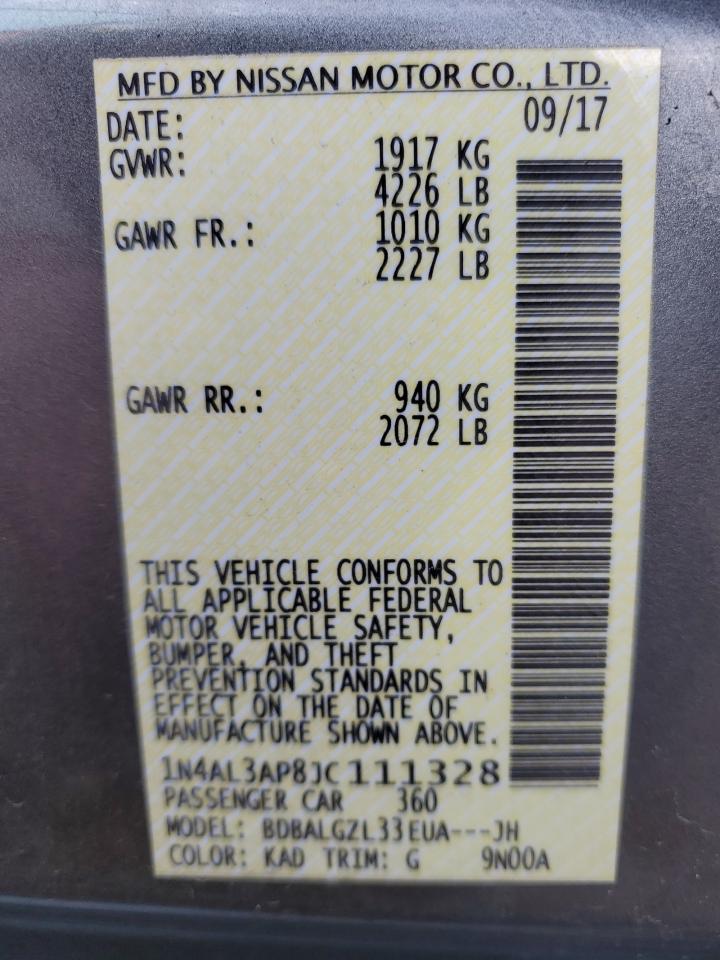 MFD BY NISSAN MOTOR CO., LTD.
DATE: 09/17
GVWR: 1917 KG
4226 LB
GAWR FR.: 1010 KG
2227 LB
GAWR RR.: 940 KG
2072 LB
THIS VEHICLE CONFORMS TO
ALL APPLICABLE FEDERAL
MOTOR VEHICLE SAFETY,
BUMPER, AND THEFT
PREVENTION STANDARDS IN
EFFECT ON THE DATE OF
MANUFACTURE SHOWN ABOVE.
1N4AL3AP8JC111328
PASSENGER CAR 360
MODEL: BDBALGZL33EUA---JH
COLOR: KAD TRIM: G 9N00A